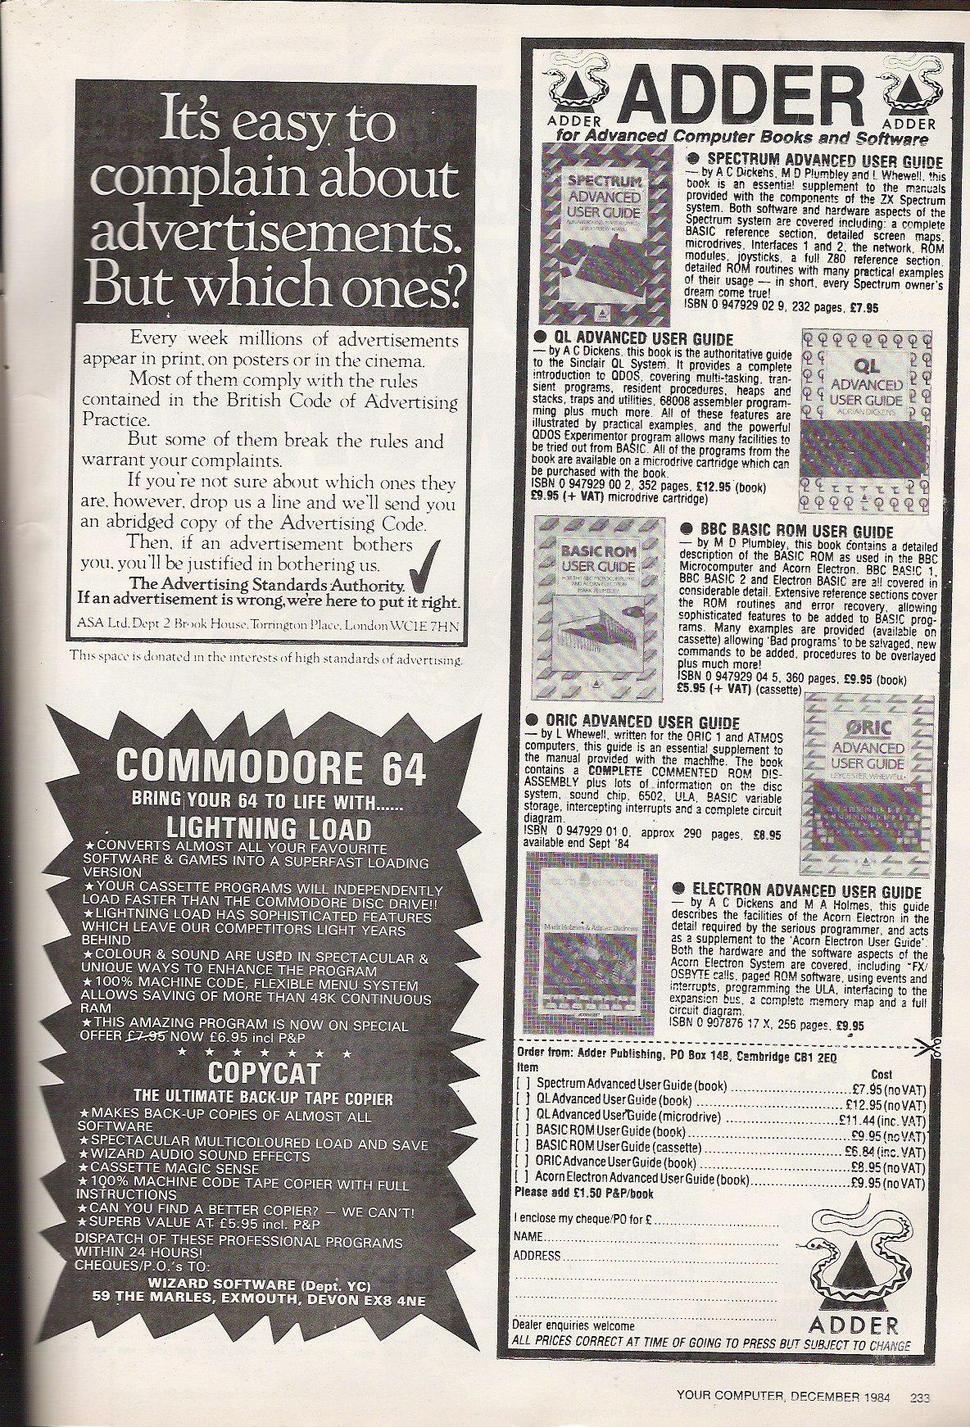 It's easy to
complain about
advertisements.
But which ones?
Every week millions of advertisements
appear in print, on posters or in the cinema.
Most of them comply with the rules
contained in the British Code of Advertising
Practice.
But some of them break the rules and
warrant your complaints.
If you're not sure about which ones they
are, however, drop us a line and we'll send you
an abridged copy of the Advertising Code.
Then, if an advertisement bothers
you, you'll be justified in bothering us.
The Advertising Standards Authority.
If an advertisement is wrong, we're here to put it right.
ASA Ltd, Dept 2 Brook House, Torrington Place, London WC1E 7HN
This space is donated in the interests of high standards of advertising.
COMMODORE 64
BRING YOUR 64 TO LIFE WITH......
LIGHTNING LOAD
★CONVERTS ALMOST ALL YOUR FAVOURITE
SOFTWARE & GAMES INTO A SUPERFAST LOADING
VERSION
★YOUR CASSETTE PROGRAMS WILL INDEPENDENTLY
LOAD FASTER THAN THE COMMODORE DISC DRIVE!!
★LIGHTNING LOAD HAS SOPHISTICATED FEATURES
WHICH LEAVE OUR COMPETITORS LIGHT YEARS
BEHIND
★COLOUR & SOUND ARE USED IN SPECTACULAR &
UNIQUE WAYS TO ENHANCE THE PROGRAM
★100% MACHINE CODE, FLEXIBLE MENU SYSTEM
ALLOWS SAVING OF MORE THAN 48K CONTINUOUS
RAM
★THIS AMAZING PROGRAM IS NOW ON SPECIAL
OFFER £7.95 NOW £6.95 incl P&P
★ ★ ★ ★ ★ ★ ★
COPYCAT
THE ULTIMATE BACK-UP TAPE COPIER
★MAKES BACK-UP COPIES OF ALMOST ALL
SOFTWARE
★SPECTACULAR MULTICOLOURED LOAD AND SAVE
★WIZARD AUDIO SOUND EFFECTS
★CASSETTE MAGIC SENSE
★100% MACHINE CODE TAPE COPIER WITH FULL
INSTRUCTIONS
★CAN YOU FIND A BETTER COPIER? — WE CAN'T!
★SUPERB VALUE AT £5.95 incl. P&P
DISPATCH OF THESE PROFESSIONAL PROGRAMS
WITHIN 24 HOURS!
CHEQUES/P.O.'s TO:
WIZARD SOFTWARE (Dept. YC)
59 THE MARLES, EXMOUTH, DEVON EX8 4NE
ADDER
ADDER
ADDER
for Advanced Computer Books and Software
SPECTRUM
ADVANCED
USER GUIDE
● SPECTRUM ADVANCED USER GUIDE
— by A C Dickens, M D Plumbley and L Whewell, this
book is an essential supplement to the manuals
provided with the components of the ZX Spectrum
system. Both software and hardware aspects of the
Spectrum system are covered including: a complete
BASIC reference section, detailed screen maps,
microdrives, Interfaces 1 and 2, the network, ROM
modules, joysticks, a full Z80 reference section,
detailed ROM routines with many practical examples
of their usage — in short, every Spectrum owner's
dream come true!
ISBN 0 947929 02 9, 232 pages, £7.95
● QL ADVANCED USER GUIDE
— by A C Dickens, this book is the authoritative guide
to the Sinclair QL System. It provides a complete
introduction to QDOS, covering multi-tasking, tran-
sient programs, resident procedures, heaps and
stacks, traps and utilities, 68008 assembler program-
ming plus much more. All of these features are
illustrated by practical examples, and the powerful
QDOS Experimentor program allows many facilities to
be tried out from BASIC. All of the programs from the
book are available on a microdrive cartridge which can
be purchased with the book.
ISBN 0 947929 00 2, 352 pages, £12.95 (book)
£9.95 (+ VAT) microdrive cartridge)
QL
ADVANCED
USER GUIDE
ADRIAN DICKENS
BASIC ROM
USER GUIDE
FOR THE BBC MICROCOMPUTER
AND ACORN ELECTRON
MARK PLUMBLEY
● BBC BASIC ROM USER GUIDE
— by M D Plumbley, this book contains a detailed
description of the BASIC ROM as used in the BBC
Microcomputer and Acorn Electron. BBC BASIC 1,
BBC BASIC 2 and Electron BASIC are all covered in
considerable detail. Extensive reference sections cover
the ROM routines and error recovery, allowing
sophisticated features to be added to BASIC prog-
rams. Many examples are provided (available on
cassette) allowing 'Bad programs' to be salvaged, new
commands to be added, procedures to be overlayed
plus much more!
ISBN 0 947929 04 5, 360 pages, £9.95 (book)
£5.95 (+ VAT) (cassette)
● ORIC ADVANCED USER GUIDE
— by L Whewell, written for the ORIC 1 and ATMOS
computers, this guide is an essential supplement to
the manual provided with the machine. The book
contains a COMPLETE COMMENTED ROM DIS-
ASSEMBLY plus lots of information on the disc
system, sound chip, 6502, ULA, BASIC variable
storage, intercepting interrupts and a complete circuit
diagram.
ISBN 0 947929 01 0, approx 290 pages, £8.95
available end Sept '84
ORIC
ADVANCED
USER GUIDE
LEYCESTER WHEWELL
Mark Holmes & Adrian Dickens
● ELECTRON ADVANCED USER GUIDE
— by A C Dickens and M A Holmes, this guide
describes the facilities of the Acorn Electron in the
detail required by the serious programmer, and acts
as a supplement to the 'Acorn Electron User Guide'.
Both the hardware and the software aspects of the
Acorn Electron System are covered, including *FX/
OSBYTE calls, paged ROM software, using events and
interrupts, programming the ULA, interfacing to the
expansion bus, a complete memory map and a full
circuit diagram.
ISBN 0 907876 17 X, 256 pages, £9.95
Order from: Adder Publishing, PO Box 148, Cambridge CB1 2EQ
Item Cost
[ ] Spectrum Advanced User Guide (book) ........ £7.95 (no VAT)
[ ] QL Advanced User Guide (book) ........ £12.95 (no VAT)
[ ] QL Advanced User Guide (microdrive) ........ £11.44 (inc. VAT)
[ ] BASIC ROM User Guide (book) ........ £9.95 (no VAT)
[ ] BASIC ROM User Guide (cassette) ........ £6.84 (inc. VAT)
[ ] ORIC Advance User Guide (book) ........ £8.95 (no VAT)
[ ] Acorn Electron Advanced User Guide (book) ........ £9.95 (no VAT)
Please add £1.50 P&P/book
I enclose my cheque/PO for £ ........
NAME ........
ADDRESS ........
Dealer enquiries welcome
ADDER
ALL PRICES CORRECT AT TIME OF GOING TO PRESS BUT SUBJECT TO CHANGE
YOUR COMPUTER, DECEMBER 1984 233